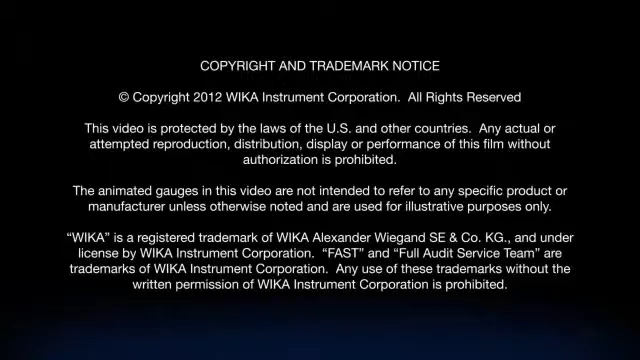 COPYRIGHT AND TRADEMARK NOTICE
© Copyright 2012 WIKA Instrument Corporation.  All Rights Reserved
This video is protected by the laws of the U.S. and other countries.  Any actual or
attempted reproduction, distribution, display or performance of this film without
authorization is prohibited.
The animated gauges in this video are not intended to refer to any specific product or
manufacturer unless otherwise noted and are used for illustrative purposes only.
“WIKA” is a registered trademark of WIKA Alexander Wiegand SE & Co. KG., and under
license by WIKA Instrument Corporation.  “FAST” and “Full Audit Service Team” are
trademarks of WIKA Instrument Corporation.  Any use of these trademarks without the
written permission of WIKA Instrument Corporation is prohibited.